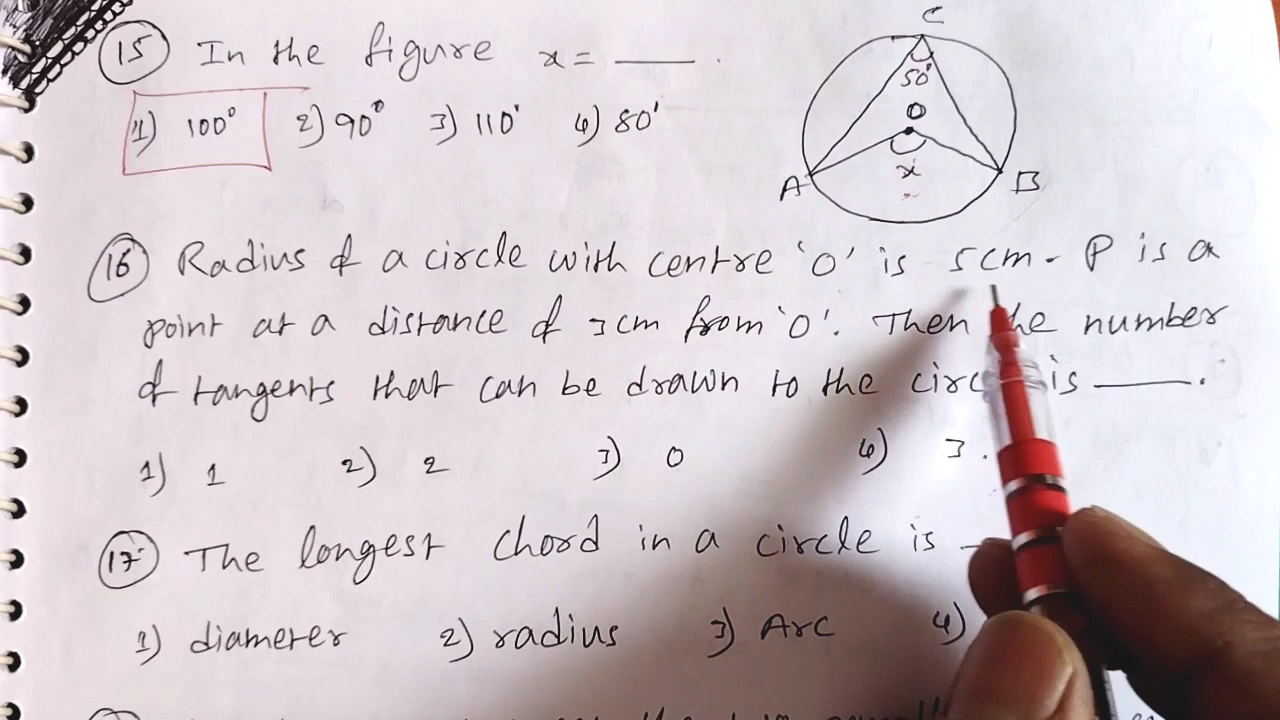 15 In the figure x = ___ .
1) 100° 2) 90° 3) 110° 4) 80°
C
50°
O
x
A B
16 Radius of a circle with centre 'O' is 5cm. P is a
point at a distance of 3cm from 'O'. Then the number
of tangents that can be drawn to the is ___ .
1) 1 2) 2 3) 0 4) 3.
17 The longest chord in a circle is
1) diameter 2) radius 3) Arc 4)